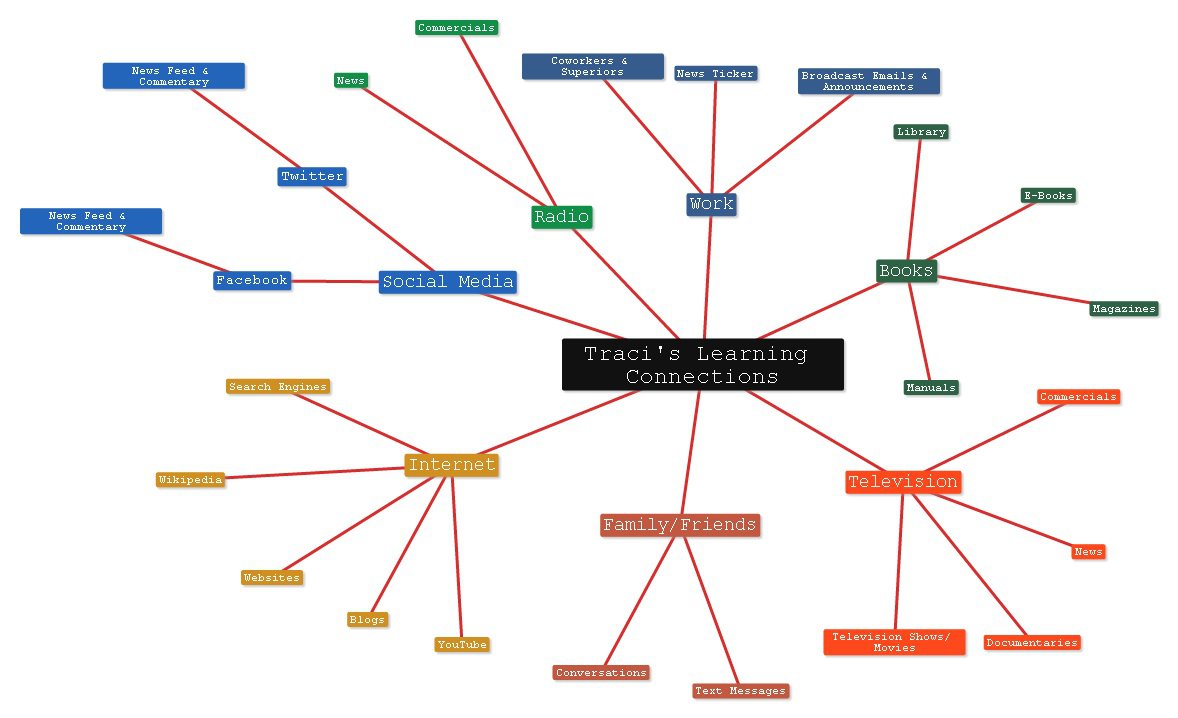 Commercials
Coworkers &
Superiors
News Ticker
News Feed &
Commentary
News
Broadcast Emails &
Announcements
Library
Twitter
E-Books
Work
Radio
News Feed &
Commentary
Books
Facebook
Social Media
Magazines
Traci's Learning
Connections
Search Engines
Manuals
Commercials
Internet
Wikipedia
Television
Family/Friends
News
Websites
Blogs
YouTube
Television Shows/
Movies
Documentaries
Conversations
Text Messages